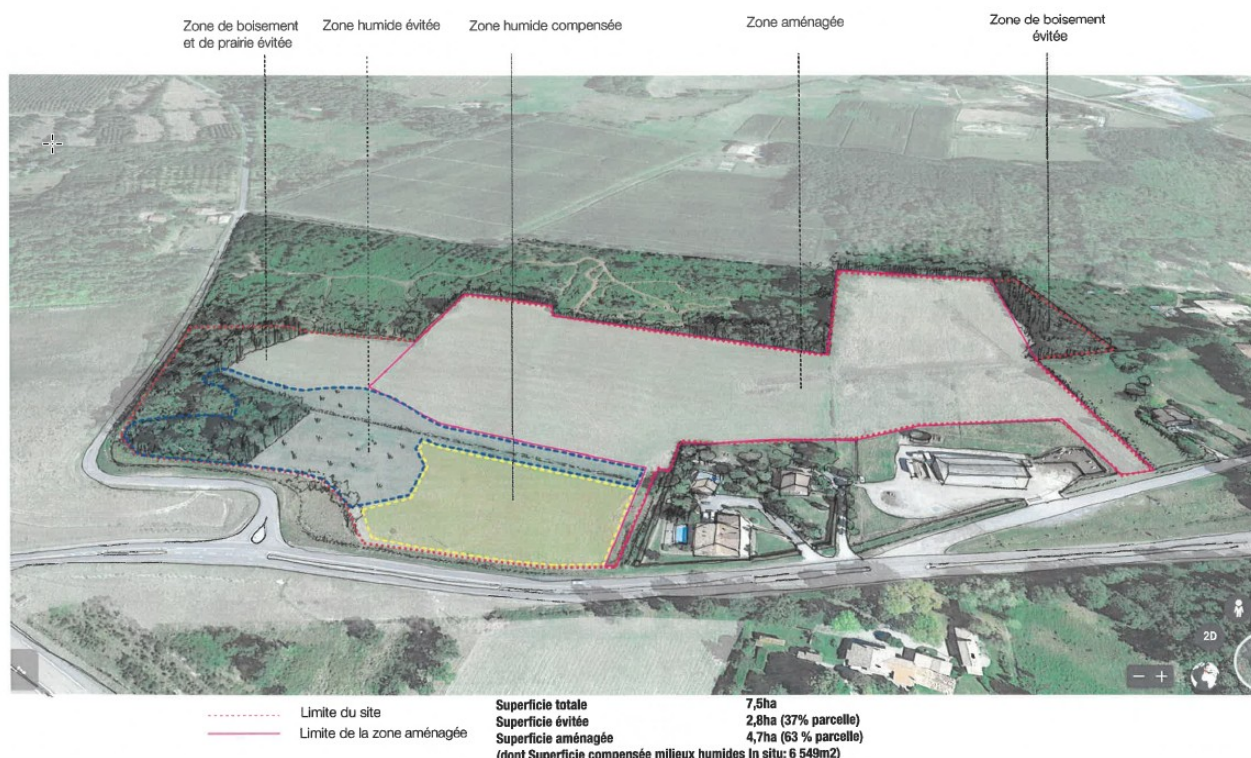 Zone de boisement
et de prairie évitée
Zone humide évitée
Zone humide compensée
Zone aménagée
Zone de boisement
évitée
2D
Limite du site
Limite de la zone aménagée
Superficie totale 7,5ha
Superficie évitée 2,8ha (37% parcelle)
Superficie aménagée 4,7ha (63 % parcelle)
(dont Superficie compensée milieux humides In situ: 6 549m2)